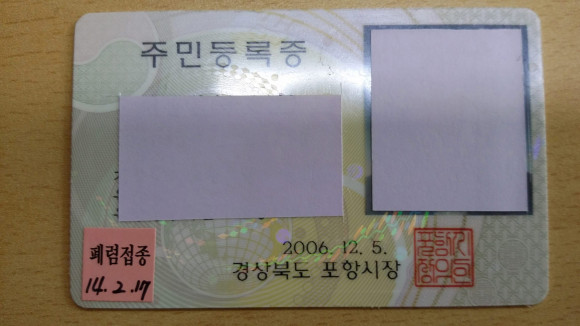 주민등록증
2006. 12. 5.
경상북도 포항시장
폐렴접종
14. 2. 17